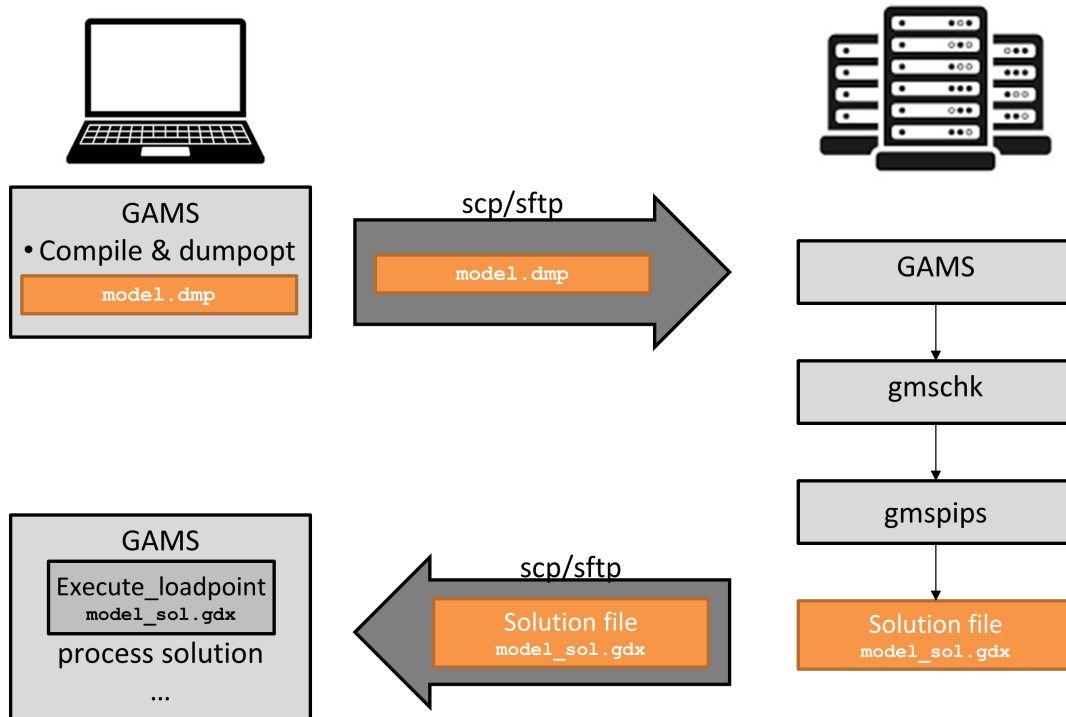 GAMS
• Compile & dumpopt
model.dmp
scp/sftp
model.dmp
GAMS
gmschk
gmspips
Solution file
model_sol.gdx
scp/sftp
Solution file
model_sol.gdx
GAMS
Execute_loadpoint
model_sol.gdx
process solution
...